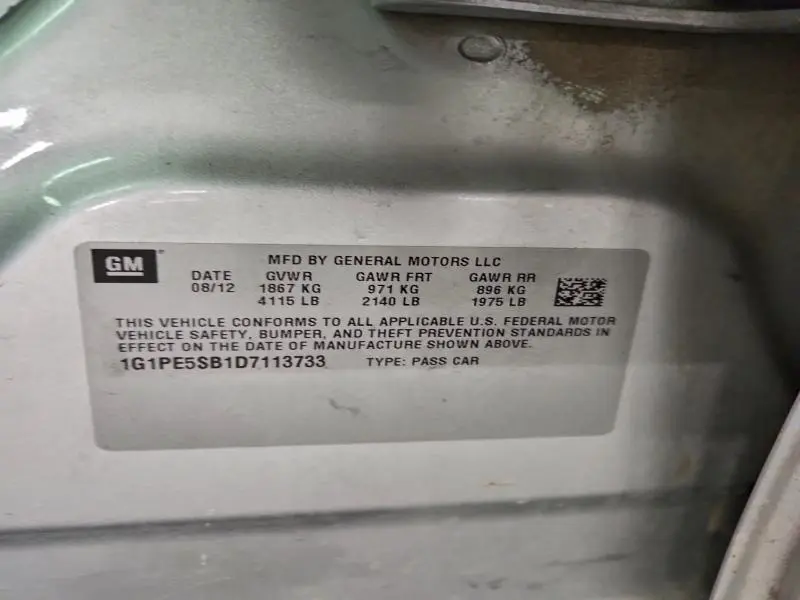 GM
MFD BY GENERAL MOTORS LLC
DATE GVWR GAWR FRT GAWR RR
08/12 1867 KG 971 KG 896 KG
4115 LB 2140 LB 1975 LB
THIS VEHICLE CONFORMS TO ALL APPLICABLE U.S. FEDERAL MOTOR
VEHICLE SAFETY, BUMPER, AND THEFT PREVENTION STANDARDS IN
EFFECT ON THE DATE OF MANUFACTURE SHOWN ABOVE.
1G1PE5SB1D7113733 TYPE: PASS CAR